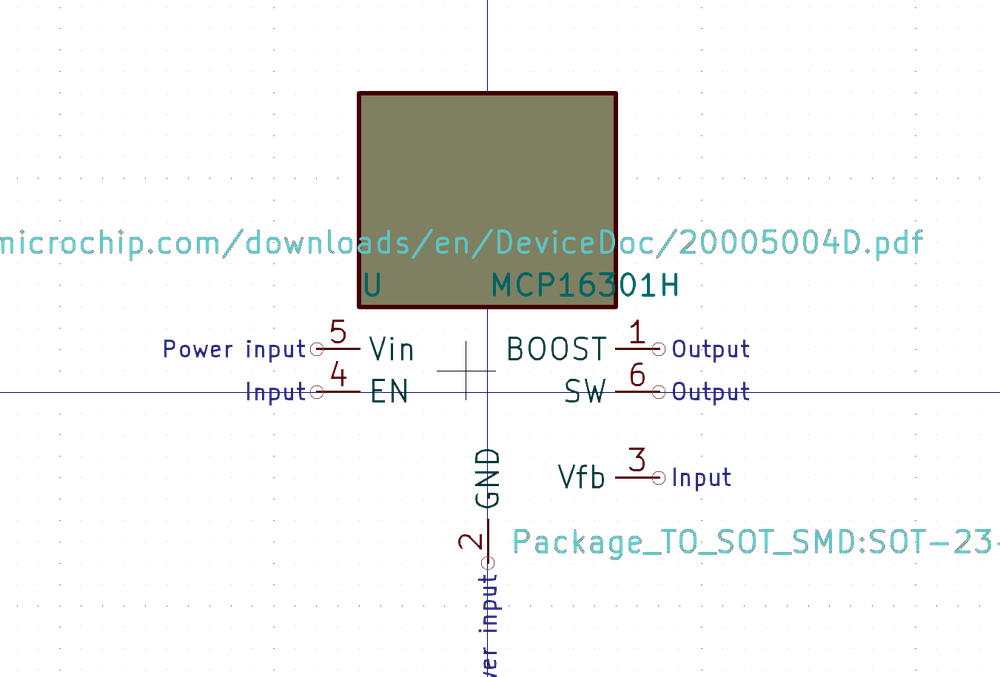 microchip.com/downloads/en/DeviceDoc/20005004D.pdf
U MCP16301H
Power input 5 Vin BOOST 1 Output
Input 4 EN SW 6 Output
GND Vfb 3 Input
2 Package_TO_SOT_SMD:SOT-23-
wer input